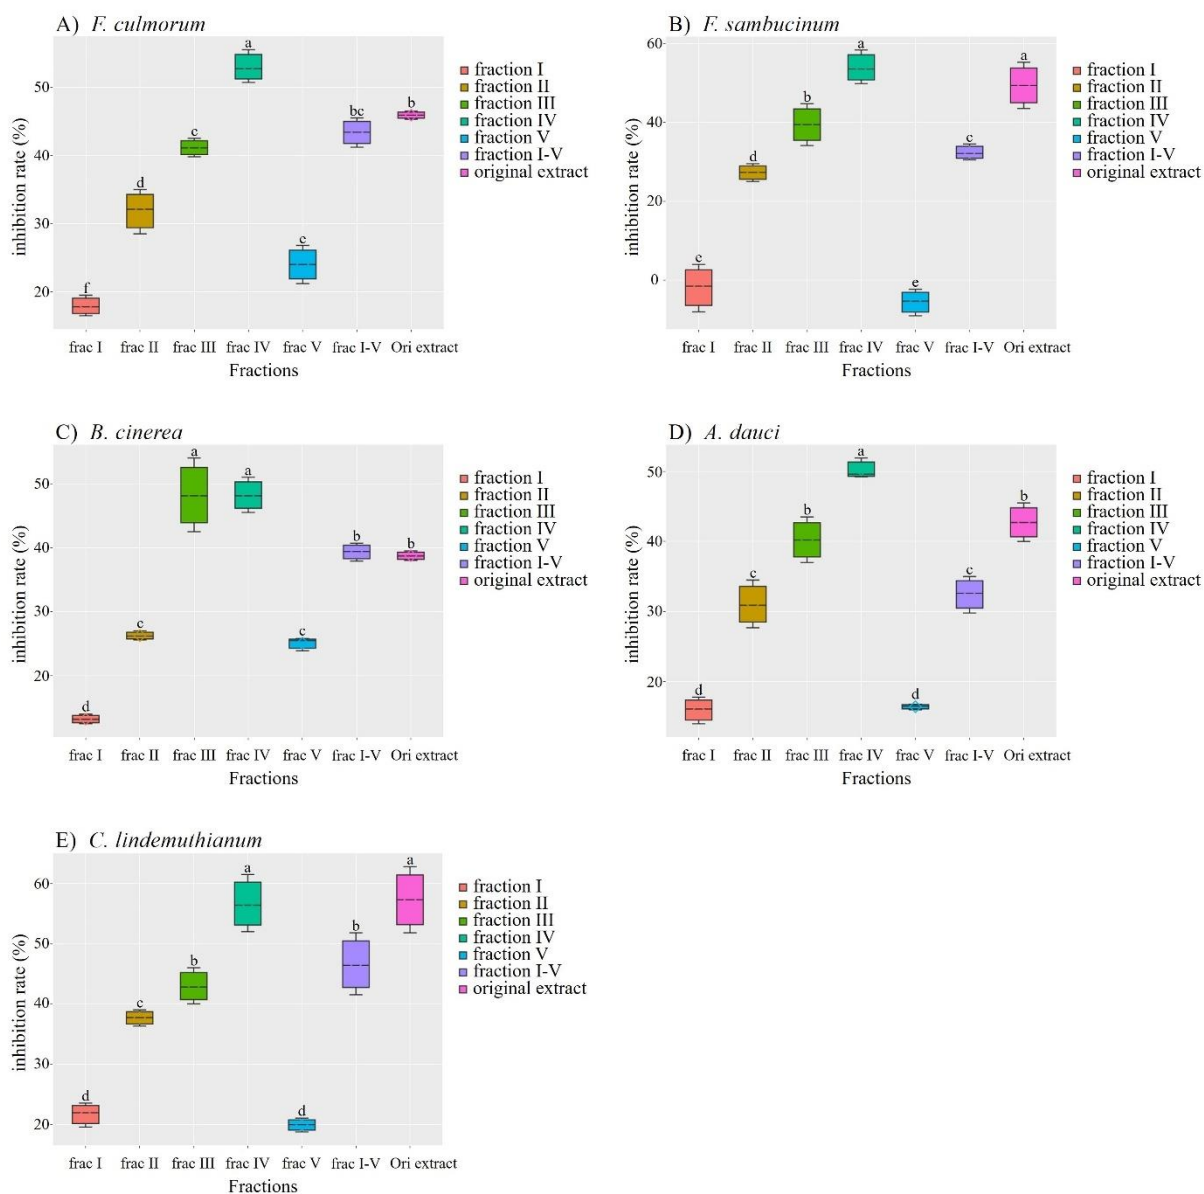 A) F. culmorum
inhibition rate (%)
50
40
30
20
f
d
c
a
e
bc
b
frac I frac II frac III frac IV frac V frac I-V Ori extract
Fractions
fraction I
fraction II
fraction III
fraction IV
fraction V
fraction I-V
original extract
B) F. sambucinum
inhibition rate (%)
60
40
20
0
e
d
b
a
e
c
a
frac I frac II frac III frac IV frac V frac I-V Ori extract
Fractions
fraction I
fraction II
fraction III
fraction IV
fraction V
fraction I-V
original extract
C) B. cinerea
inhibition rate (%)
50
40
30
20
d
c
a
a
c
b
b
frac I frac II frac III frac IV frac V frac I-V Ori extract
Fractions
fraction I
fraction II
fraction III
fraction IV
fraction V
fraction I-V
original extract
D) A. dauci
inhibition rate (%)
50
40
30
20
d
c
b
a
d
c
b
frac I frac II frac III frac IV frac V frac I-V Ori extract
Fractions
fraction I
fraction II
fraction III
fraction IV
fraction V
fraction I-V
original extract
E) C. lindemuthianum
inhibition rate (%)
60
50
40
30
20
d
c
b
a
d
b
a
frac I frac II frac III frac IV frac V frac I-V Ori extract
Fractions
fraction I
fraction II
fraction III
fraction IV
fraction V
fraction I-V
original extract